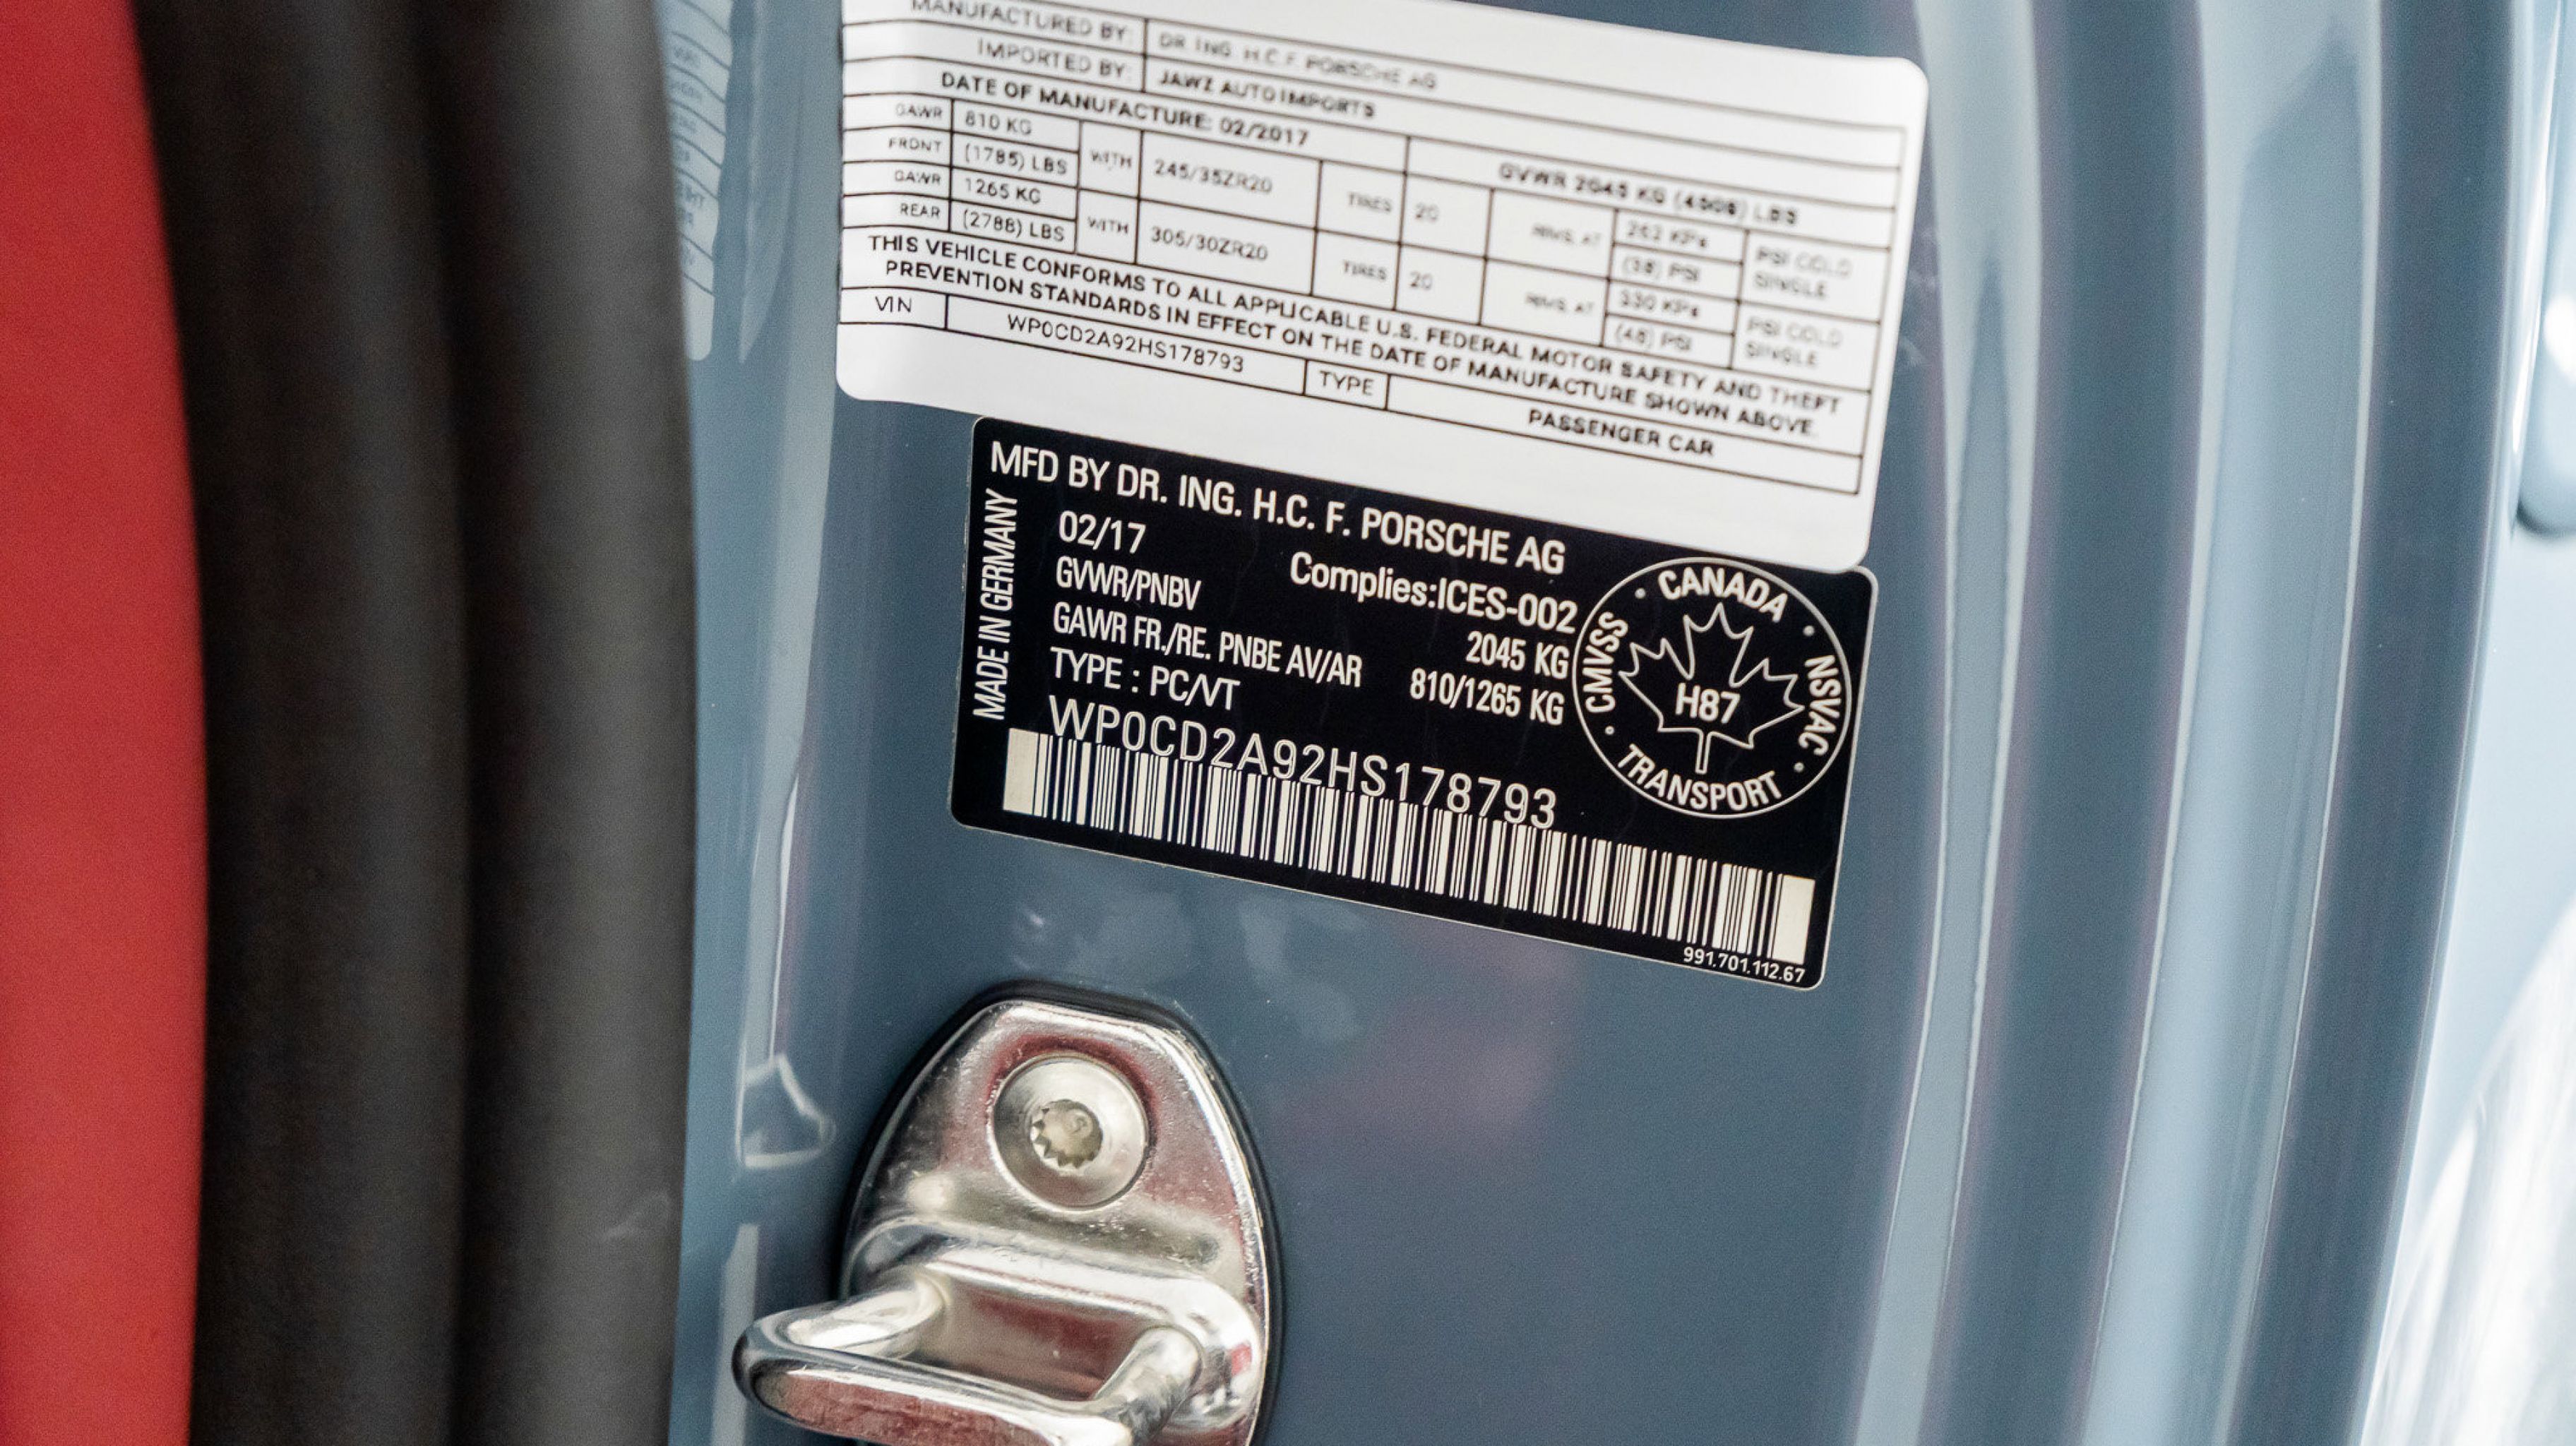 MANUFACTURED BY: DR. ING. H.C.F. PORSCHE AG
IMPORTED BY: JAWZ AUTO IMPORTS
DATE OF MANUFACTURE: 02/2017 GVWR 2045 KG (4508) LBS
GAWR FRONT 810 KG (1785) LBS WITH 245/35ZR20 TIRES 20 RIMS, AT 262 KPa (38) PSI PSI COLD SINGLE
GAWR REAR 1265 KG (2788) LBS WITH 305/30ZR20 TIRES 20 RIMS, AT 330 KPa (48) PSI PSI COLD SINGLE
THIS VEHICLE CONFORMS TO ALL APPLICABLE U.S. FEDERAL MOTOR SAFETY AND THEFT
PREVENTION STANDARDS IN EFFECT ON THE DATE OF MANUFACTURE SHOWN ABOVE.
VIN WP0CD2A92HS178793 TYPE PASSENGER CAR
MFD BY DR. ING. H.C. F. PORSCHE AG
MADE IN GERMANY
02/17 Complies:ICES-002
GVWR/PNBV 2045 KG
GAWR FR./RE. PNBE AV/AR 810/1265 KG
TYPE : PC/VT
WP0CD2A92HS178793
CANADA · NSVAC · TRANSPORT · CMVSS ·
H87
991.701.112.67